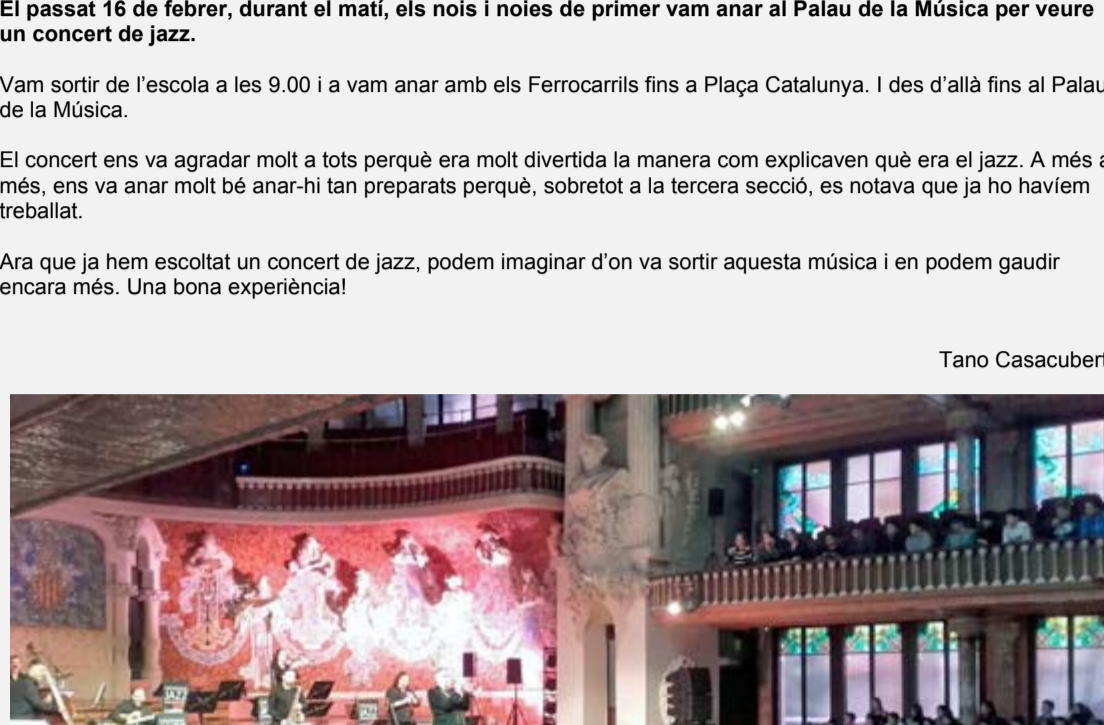 El passat 16 de febrer, durant el matí, els nois i noies de primer vam anar al Palau de la Música per veure
un concert de jazz.
Vam sortir de l’escola a les 9.00 i a vam anar amb els Ferrocarrils fins a Plaça Catalunya. I des d’allà fins al Palau
de la Música.
El concert ens va agradar molt a tots perquè era molt divertida la manera com explicaven què era el jazz. A més a
més, ens va anar molt bé anar-hi tan preparats perquè, sobretot a la tercera secció, es notava que ja ho havíem
treballat.
Ara que ja hem escoltat un concert de jazz, podem imaginar d’on va sortir aquesta música i en podem gaudir
encara més. Una bona experiència!
Tano Casacubert
JAZZ
JAZZ